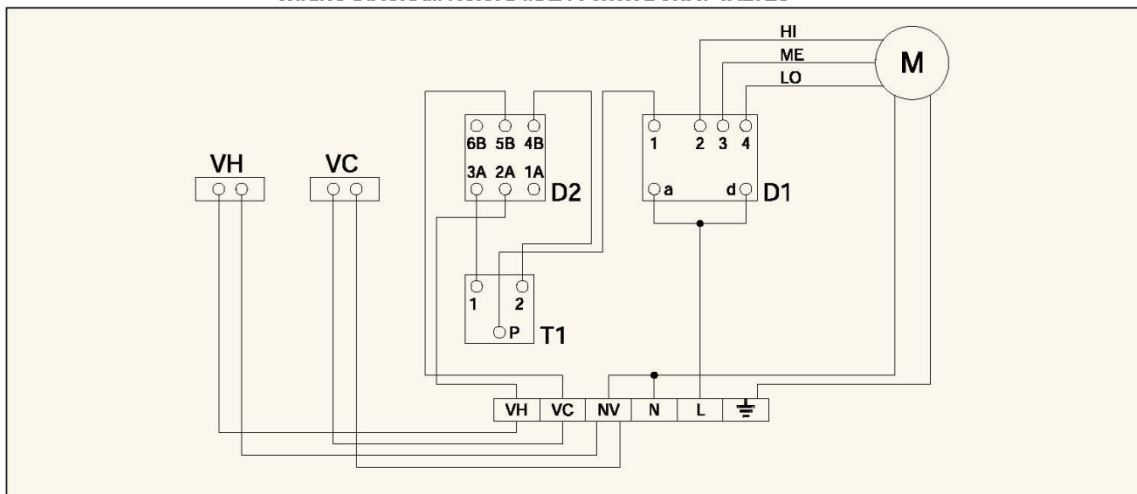 HI
ME
LO
M
6B 5B 4B
3A 2A 1A
D2
1 2 3 4
a d
D1
VH
VC
1 2
P
T1
VH VC NV N L